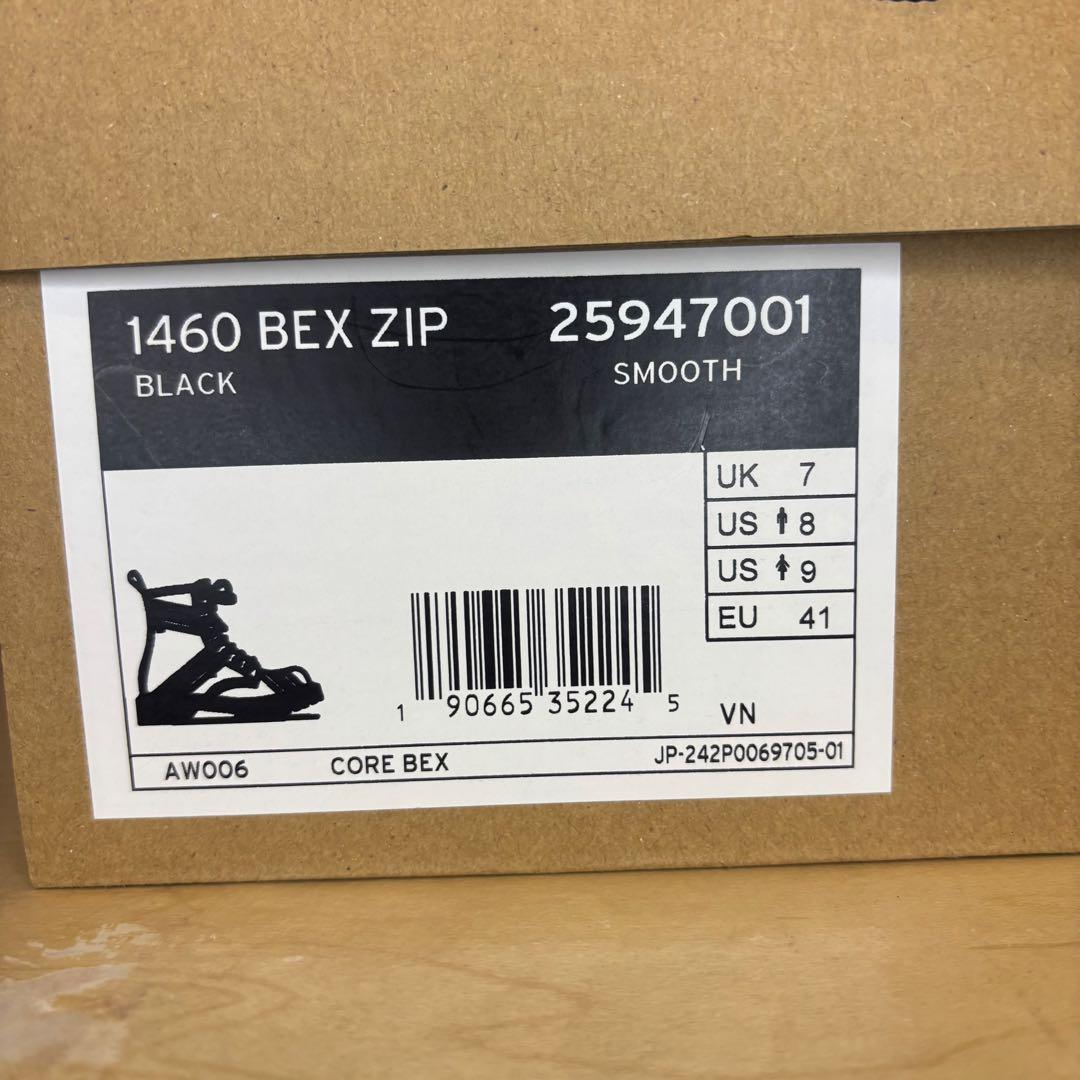 1460 BEX ZIP 25947001
BLACK SMOOTH
UK 7
US 8
US 9
EU 41
1 90665 35224 5
VN
AW006 CORE BEX JP-242P0069705-01